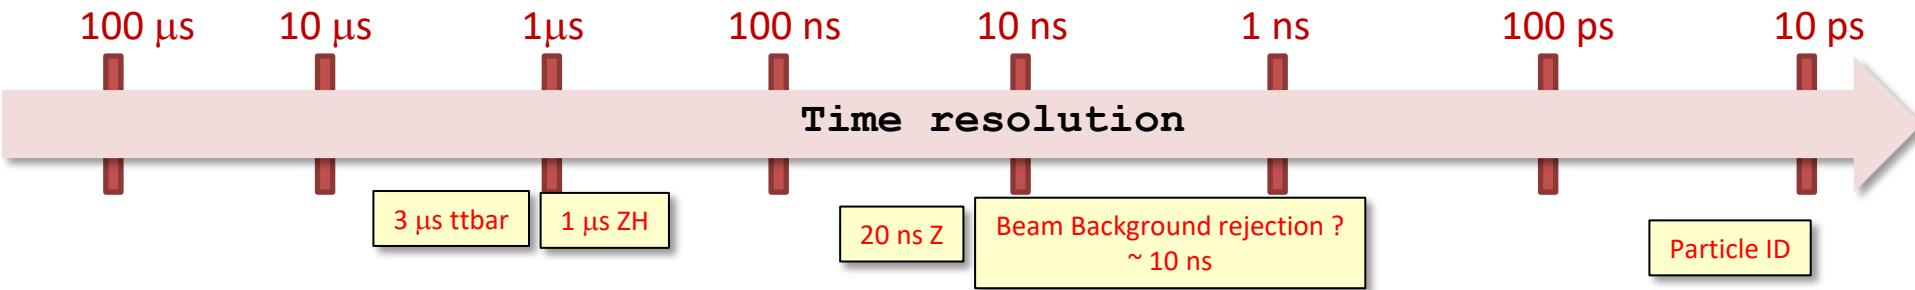 100 μs 10 μs 1μs 100 ns 10 ns 1 ns 100 ps 10 ps
Time resolution
3 μs ttbar
1 μs ZH
20 ns Z
Beam Background rejection ?
~ 10 ns
Particle ID